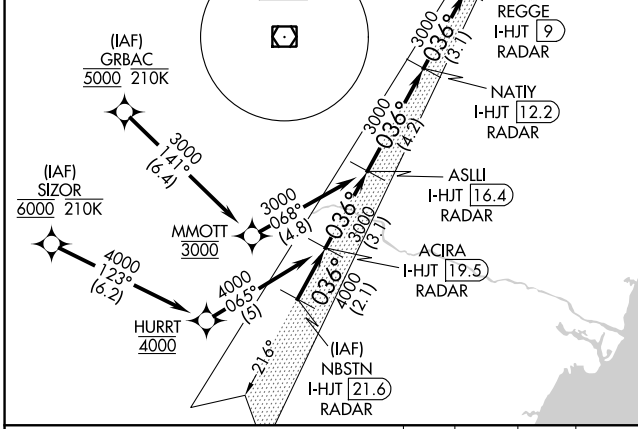 (IAF)
GRBAC
5000 210K
3000
141°
(6.4)
(IAF)
SIZOR
6000 210K
4000
123°
(6.2)
MMOTT
3000
3000
068°
(4.8)
HURRT
4000
4000
065°
(5)
REGGE
I-HJT 9
RADAR
3000
036°
(3.1)
NATIY
I-HJT 12.2
RADAR
3000
036°
(4.2)
ASLLI
I-HJT 16.4
RADAR
036°
3000
(3.1)
ACIRA
I-HJT 19.5
RADAR
036°
4000
(2.1)
(IAF)
NBSTN
I-HJT 21.6
RADAR
216°